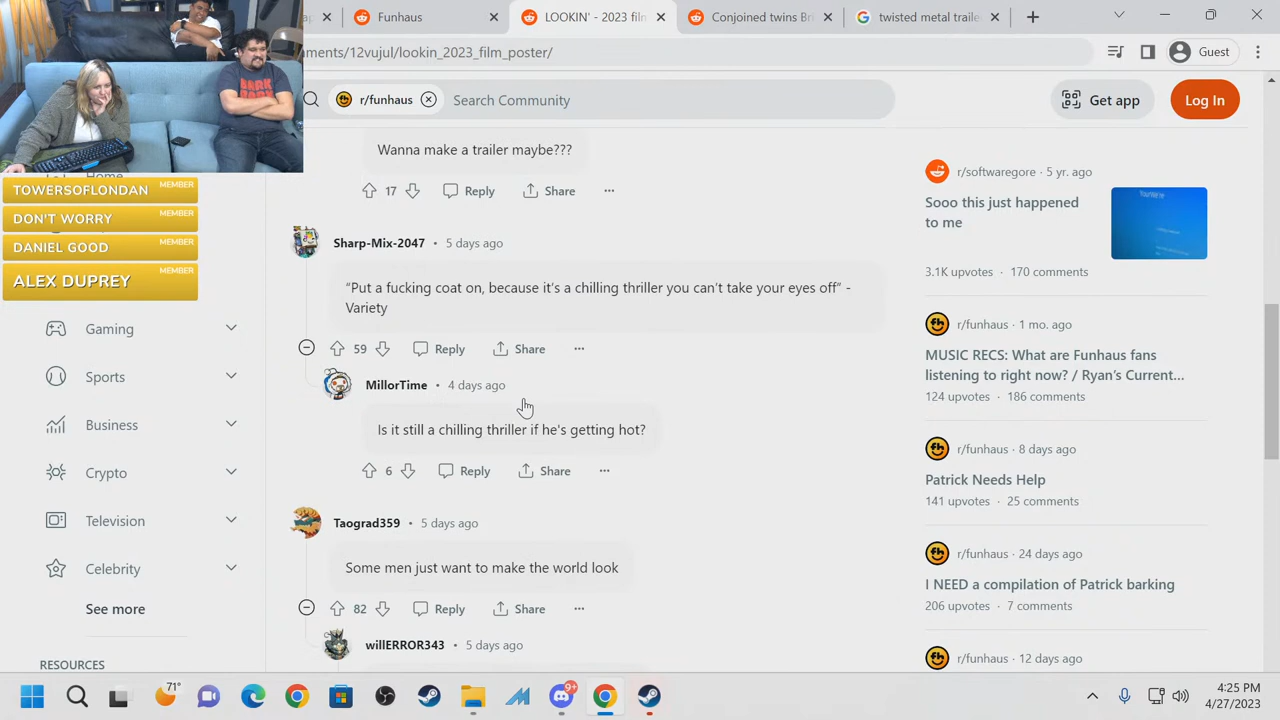 Funhaus
LOOKIN' - 2023 film
Conjoined twins Br
twisted metal traile
ments/12vujul/lookin_2023_film_poster/
Guest
r/funhaus
Search Community
Get app
Log In
Wanna make a trailer maybe???
17
Reply
Share
Sharp-Mix-2047 • 5 days ago
“Put a fucking coat on, because it’s a chilling thriller you can’t take your eyes off” -
Variety
59
Reply
Share
MillorTime • 4 days ago
Is it still a chilling thriller if he's getting hot?
6
Reply
Share
Taograd359 • 5 days ago
Some men just want to make the world look
82
Reply
Share
willERROR343 • 5 days ago
TOWERSOFLONDAN
MEMBER
DON'T WORRY
MEMBER
DANIEL GOOD
MEMBER
ALEX DUPREY
MEMBER
Gaming
Sports
Business
Crypto
Television
Celebrity
See more
RESOURCES
r/softwaregore · 5 yr. ago
Sooo this just happened
to me
3.1K upvotes · 170 comments
r/funhaus · 1 mo. ago
MUSIC RECS: What are Funhaus fans
listening to right now? / Ryan's Current...
124 upvotes · 186 comments
r/funhaus · 8 days ago
Patrick Needs Help
141 upvotes · 25 comments
r/funhaus · 24 days ago
I NEED a compilation of Patrick barking
206 upvotes · 7 comments
r/funhaus · 12 days ago
71°
9+
4:25 PM
4/27/2023